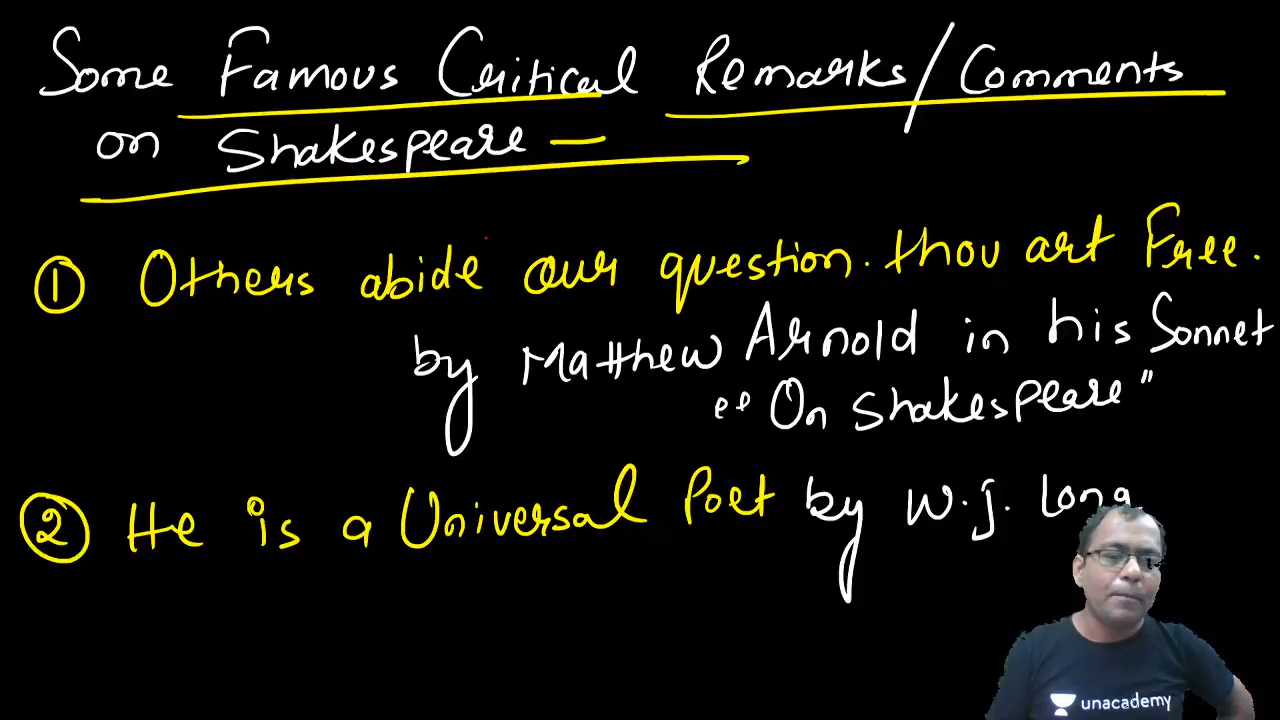 Some Famous Critical Remarks/Comments
on Shakespeare —
① Others abide our question. thou art Free.
by Matthew Arnold in his Sonnet
"On Shakespeare"
② He is a Universal Poet by W.J. Long
unacademy